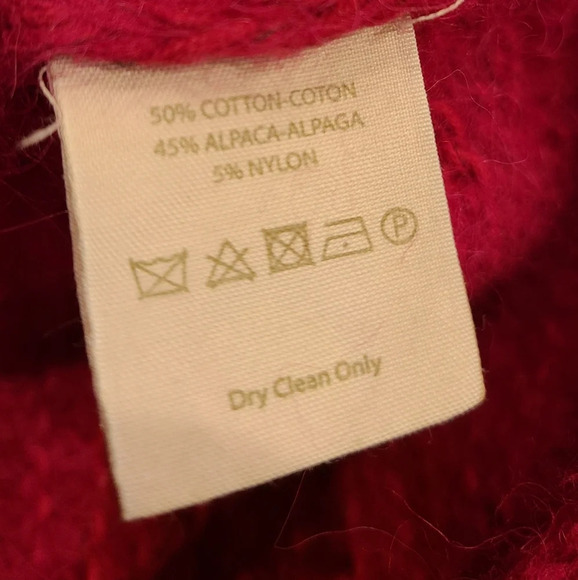 50% COTTON-COTON
45% ALPACA-ALPAGA
5% NYLON
P
Dry Clean Only